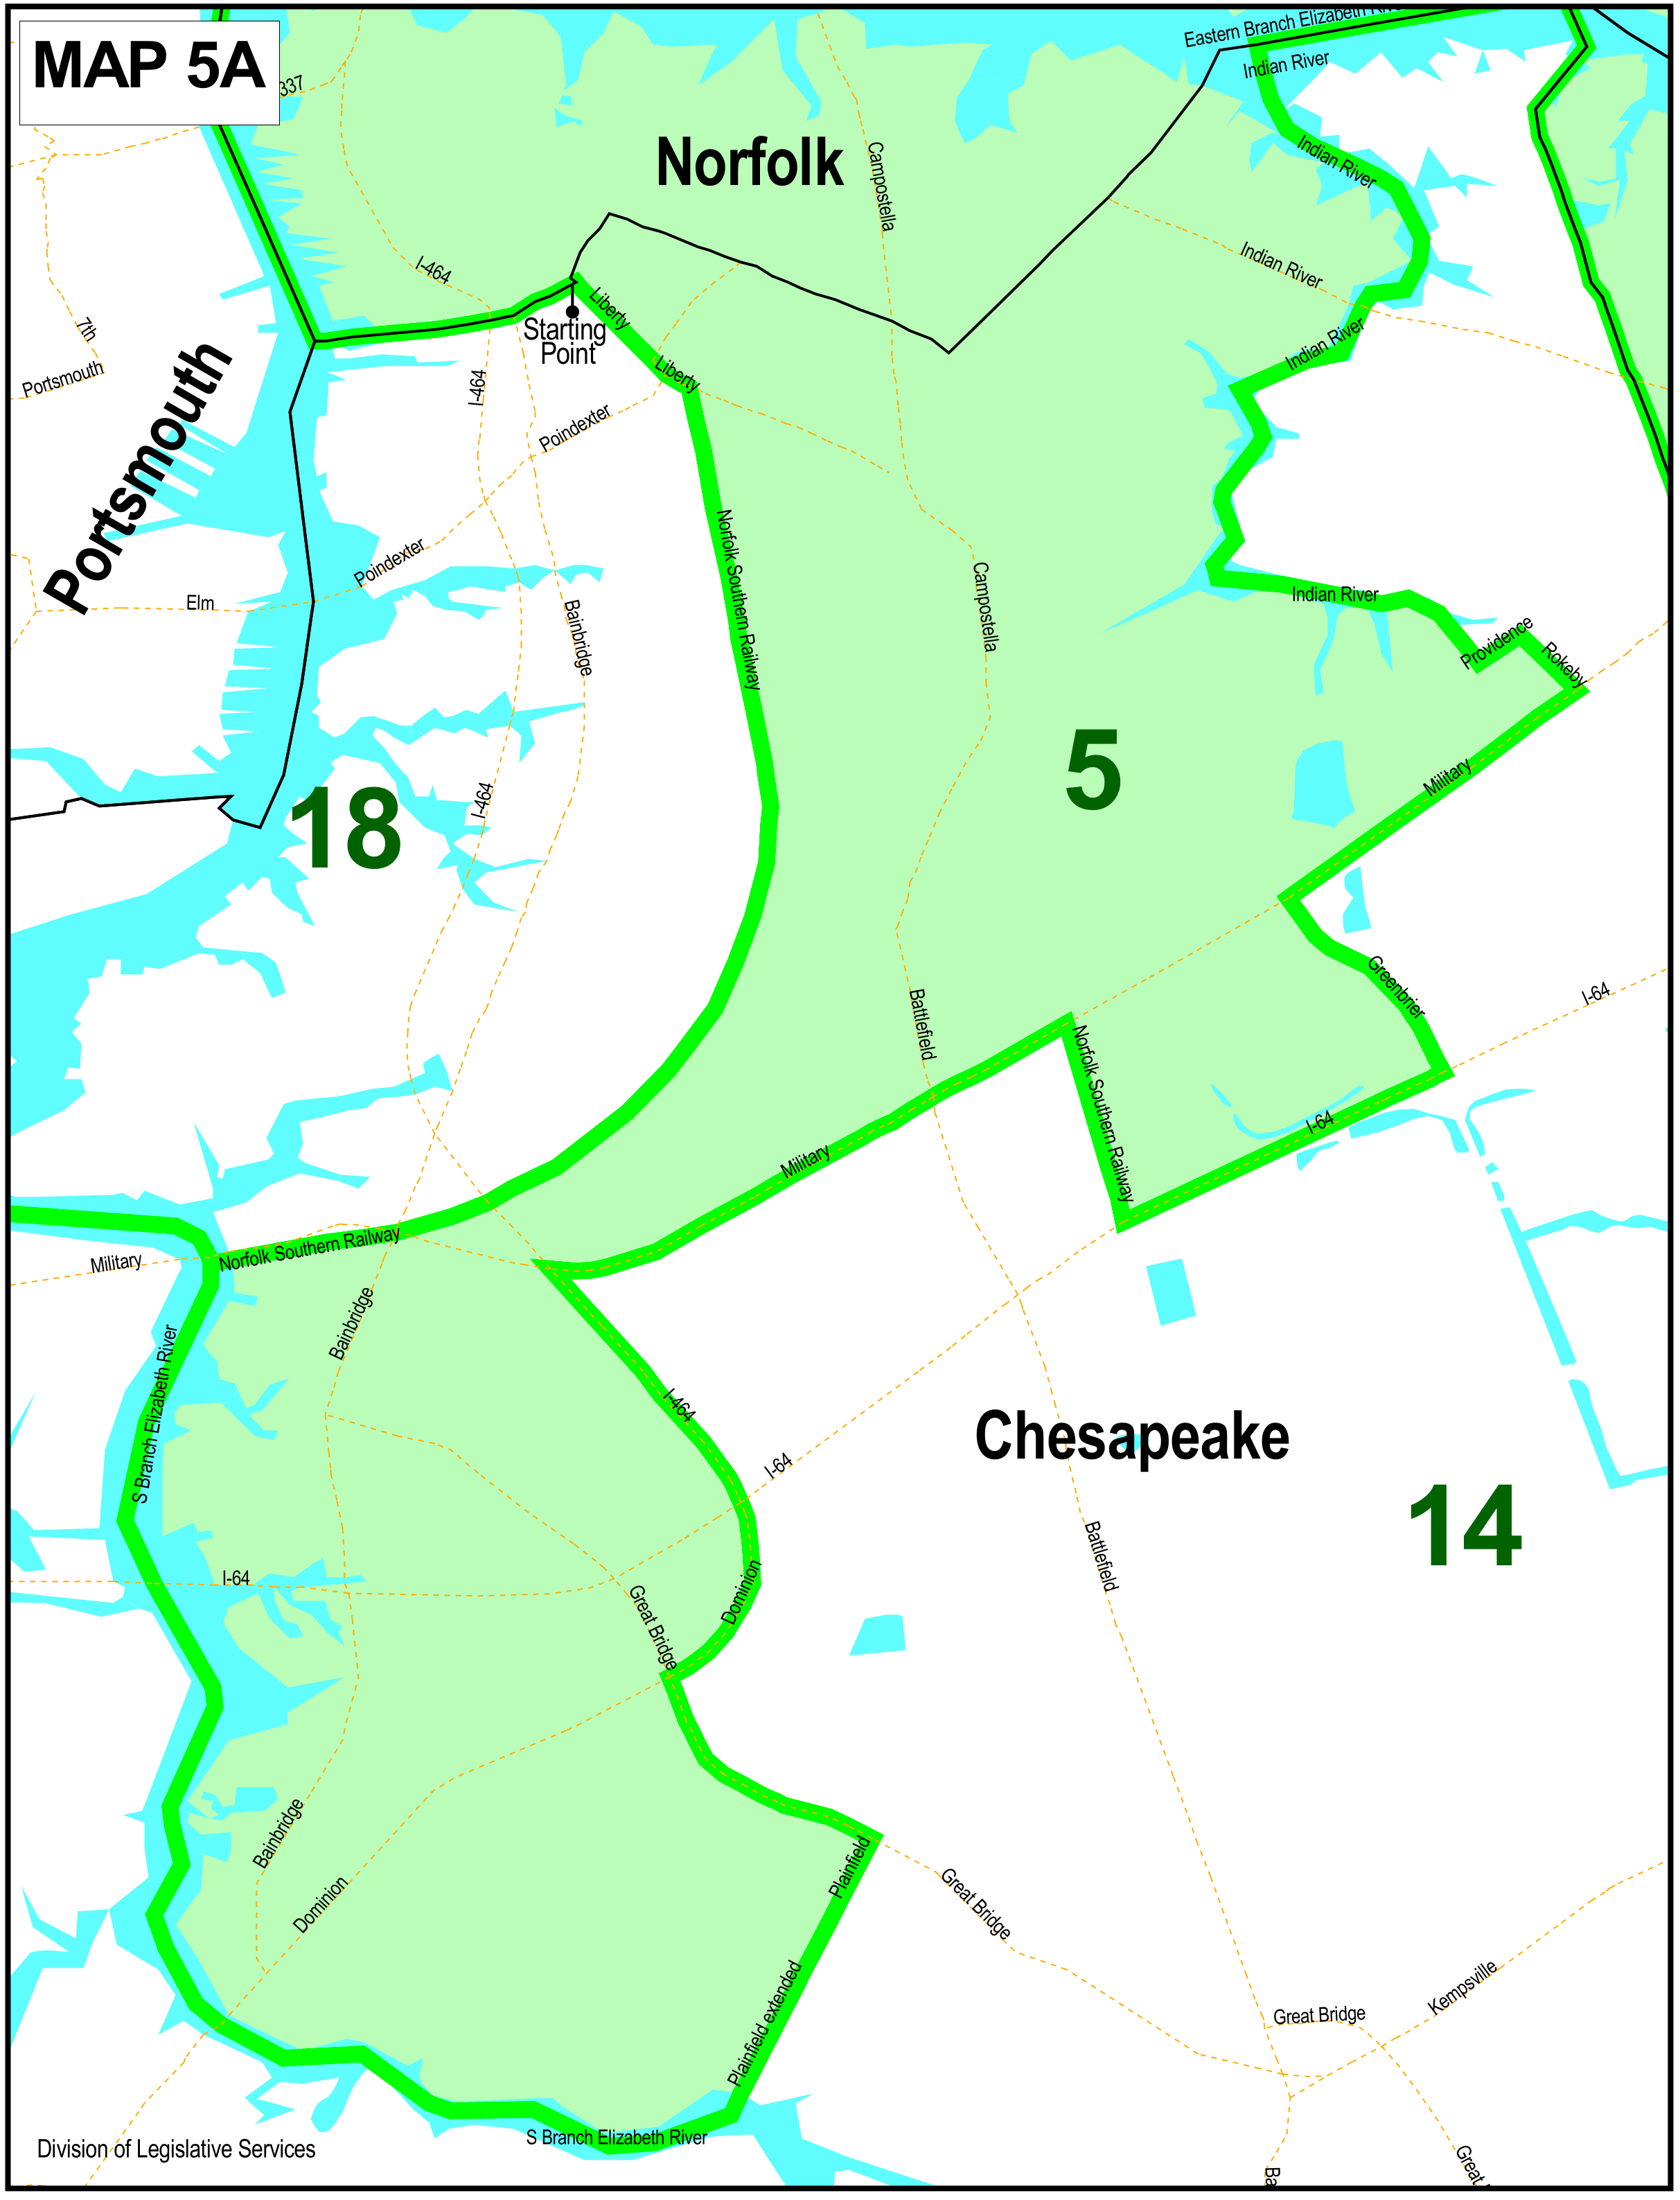 MAP 5A
337
Eastern Branch Elizabeth
Indian River
Norfolk
Campostella
Indian River
Indian River
I-464
Liberty
Starting
Point
7th
Portsmouth
Portsmouth
I-464
Liberty
Poindexter
Indian River
Norfolk Southern Railway
Poindexter
Elm
Bainbridge
Campostella
Indian River
Providence
Rokeby
5
Military
18
I-464
Battlefield
Greenbrier
I-64
Norfolk Southern Railway
I-64
Military
Norfolk Southern Railway
Military
Bainbridge
S Branch Elizabeth River
I-464
I-64
Chesapeake
14
Battlefield
I-64
Great Bridge
Dominion
Bainbridge
Dominion
Plainfield
Great Bridge
Plainfield extended
Kempsville
Great Bridge
S Branch Elizabeth River
Division of Legislative Services
Ba
Great